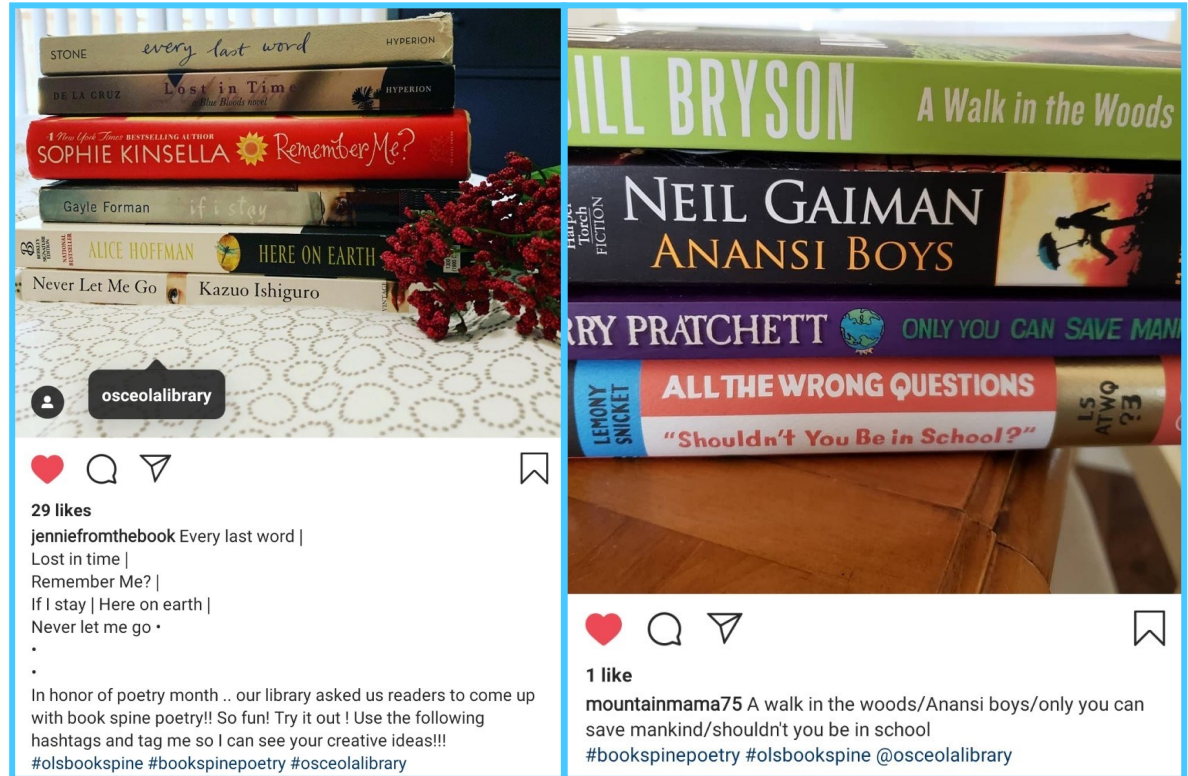 STONE every last word HYPERION
DE LA CRUZ Lost in Time HYPERION
a Blue Bloods novel
#1 New York Times BESTSELLING AUTHOR
SOPHIE KINSELLA Remember Me?
Gayle Forman if i stay
NATIONAL BESTSELLER
ALICE HOFFMAN HERE ON EARTH
Never Let Me Go Kazuo Ishiguro VINTAGE
osceolalibrary
29 likes
jenniefromthebook Every last word |
Lost in time |
Remember Me? |
If I stay | Here on earth |
Never let me go •
•
•
In honor of poetry month .. our library asked us readers to come up
with book spine poetry!! So fun! Try it out ! Use the following
hashtags and tag me so I can see your creative ideas!!!
#olsbookspine #bookspinepoetry #osceolalibrary
ILL BRYSON A Walk in the Woods
Harper
Torch
FICTION
NEIL GAIMAN
ANANSI BOYS
RRY PRATCHETT ONLY YOU CAN SAVE MAN
LEMONY
SNICKET
ALL THE WRONG QUESTIONS
"Shouldn't You Be in School?"
LS
ATWQ
?3
1 like
mountainmama75 A walk in the woods/Anansi boys/only you can
save mankind/shouldn't you be in school
#bookspinepoetry #olsbookspine @osceolalibrary